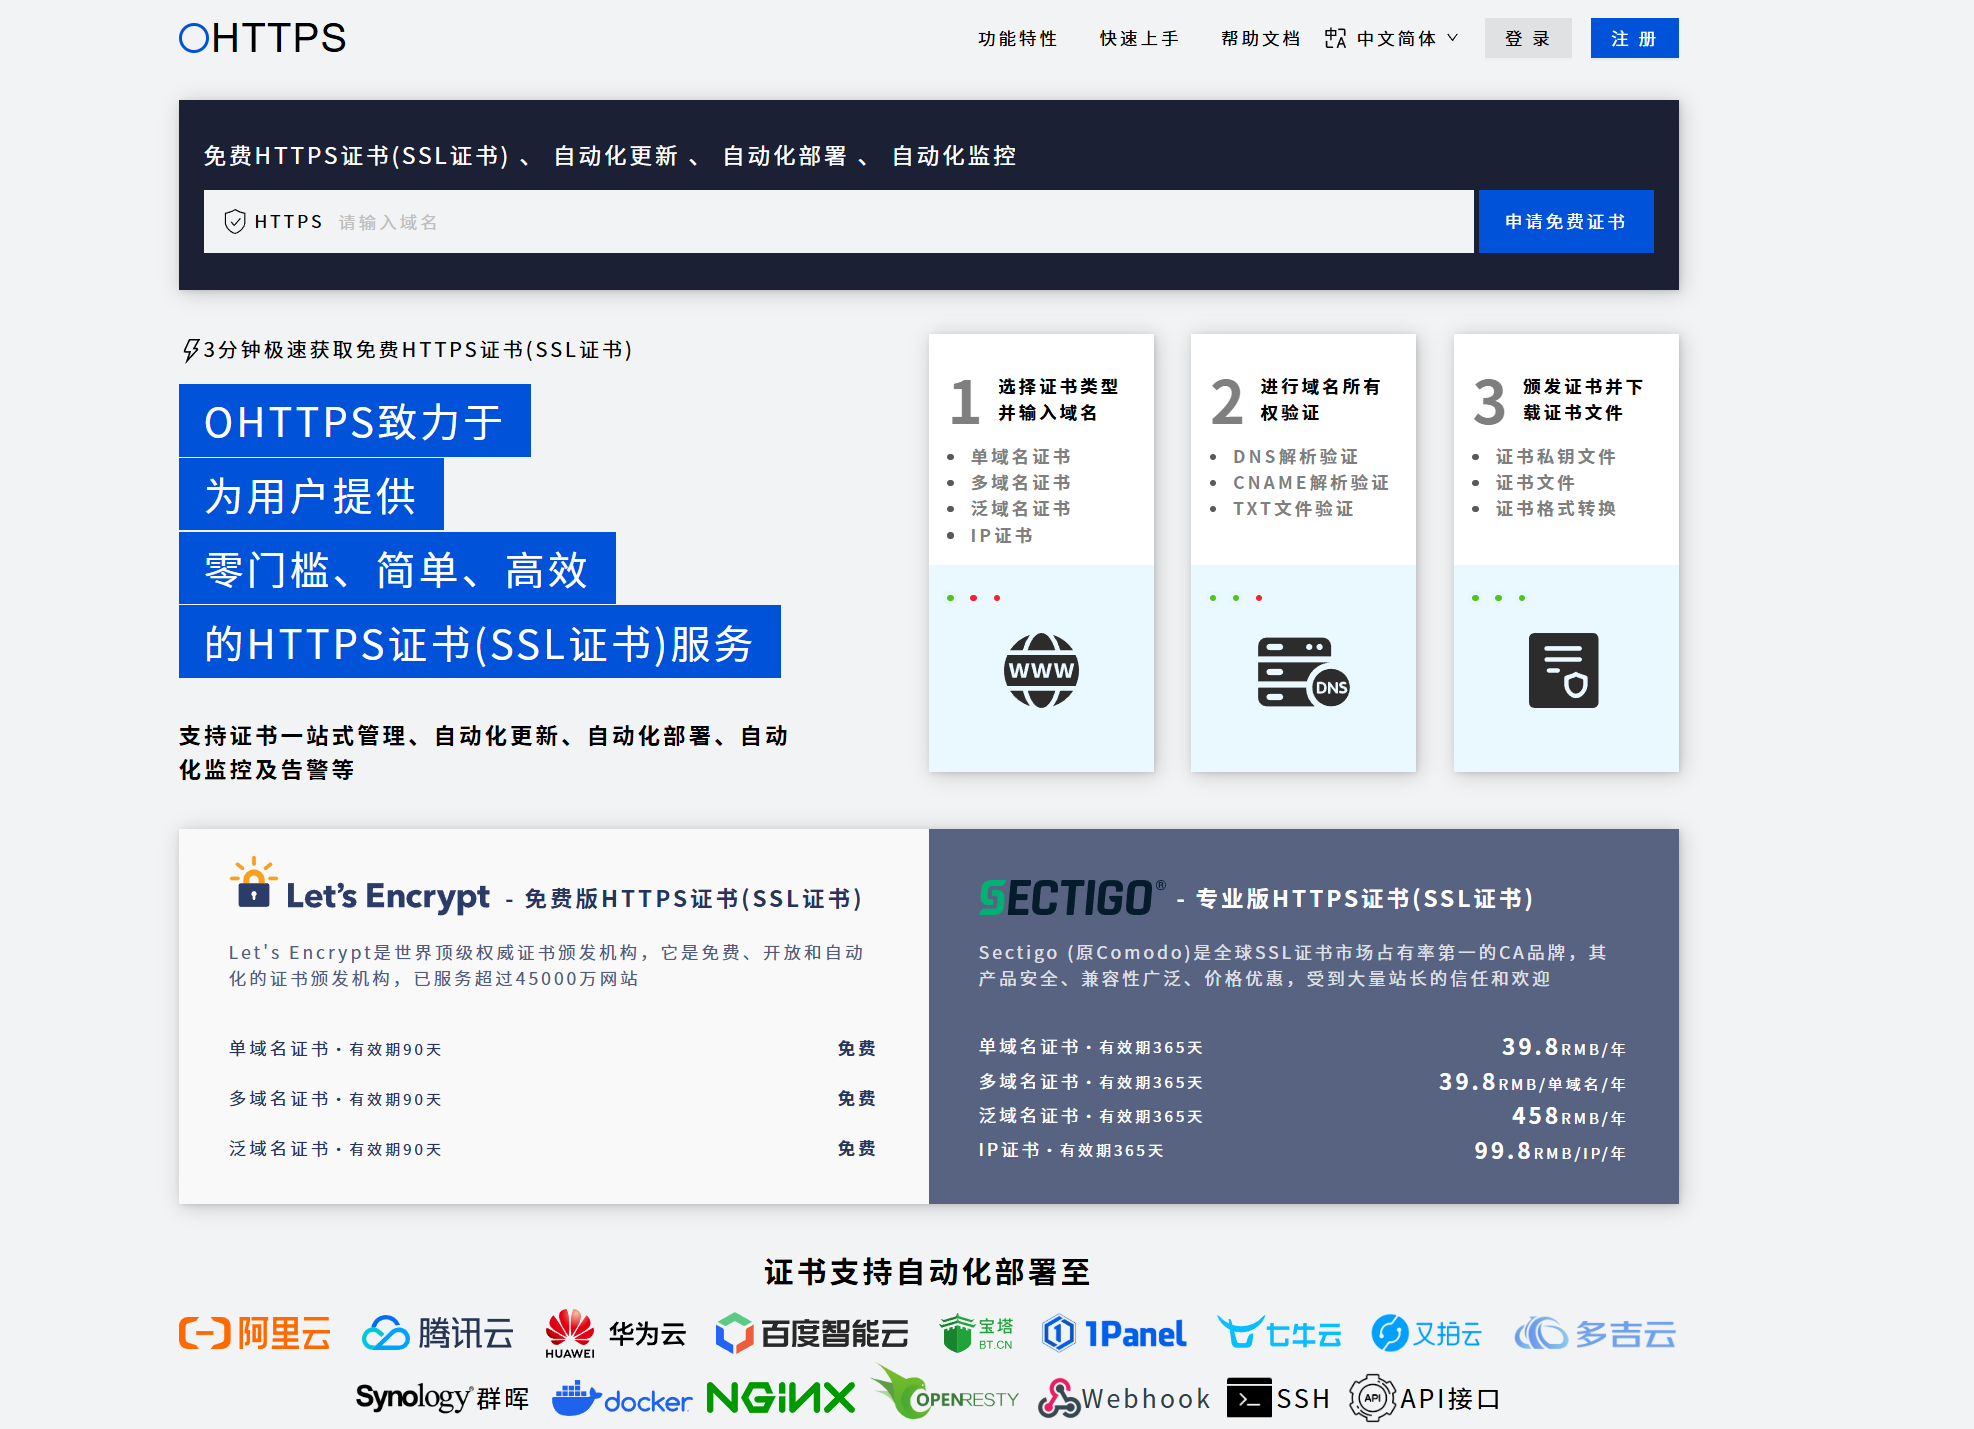 OHTTPS
功能特性 快速上手 帮助文档 中文简体 登 录 注 册
免费HTTPS证书(SSL证书) 、 自动化更新 、 自动化部署 、 自动化监控
HTTPS 请输入域名 申请免费证书
3分钟极速获取免费HTTPS证书(SSL证书)
OHTTPS致力于
为用户提供
零门槛、简单、高效
的HTTPS证书(SSL证书)服务
支持证书一站式管理、自动化更新、自动化部署、自动
化监控及告警等
1 选择证书类型
并输入域名
单域名证书
多域名证书
泛域名证书
IP证书
WWW
2 进行域名所有
权验证
DNS解析验证
CNAME解析验证
TXT文件验证
DNS
3 颁发证书并下
载证书文件
证书私钥文件
证书文件
证书格式转换
Let's Encrypt - 免费版HTTPS证书(SSL证书)
Let's Encrypt是世界顶级权威证书颁发机构，它是免费、开放和自动
化的证书颁发机构，已服务超过45000万网站
单域名证书·有效期90天 免费
多域名证书·有效期90天 免费
泛域名证书·有效期90天 免费
SECTIGO® - 专业版HTTPS证书(SSL证书)
Sectigo (原Comodo)是全球SSL证书市场占有率第一的CA品牌，其
产品安全、兼容性广泛、价格优惠，受到大量站长的信任和欢迎
单域名证书·有效期365天 39.8RMB/年
多域名证书·有效期365天 39.8RMB/单域名/年
泛域名证书·有效期365天 458RMB/年
IP证书·有效期365天 99.8RMB/IP/年
证书支持自动化部署至
阿里云 腾讯云 HUAWEI 华为云 百度智能云 宝塔 BT.CN 1Panel 七牛云 又拍云 多吉云
Synology 群晖 docker NGINX OPENRESTY Webhook SSH API API接口